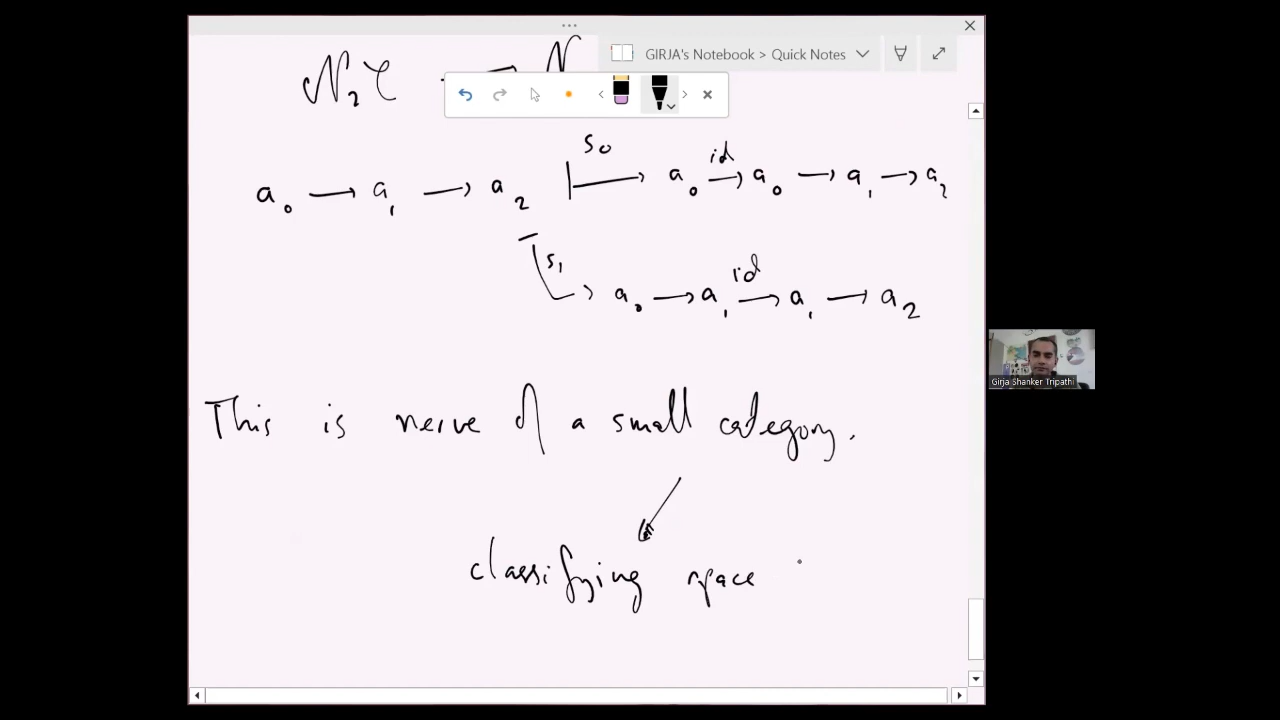 GIRJA's Notebook > Quick Notes
N₂C → N
a₀ → a₁ → a₂ ↦ s₀ a₀ → id a₀ → a₁ → a₂
s₁ a₀ → a₁ → id a₁ → a₂
Girja Shanker Tripathi
This is nerve of a small category.
classifying space